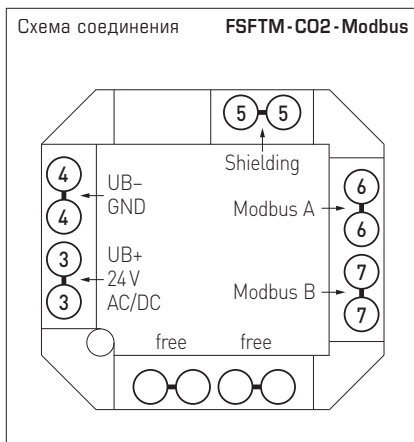 Схема соединения FSFTM-CO2-Modbus
5 5
Shielding
4
4
UB–
GND
3
3
UB+
24 V
AC/DC
Modbus A
6
6
Modbus B
7
7
free free